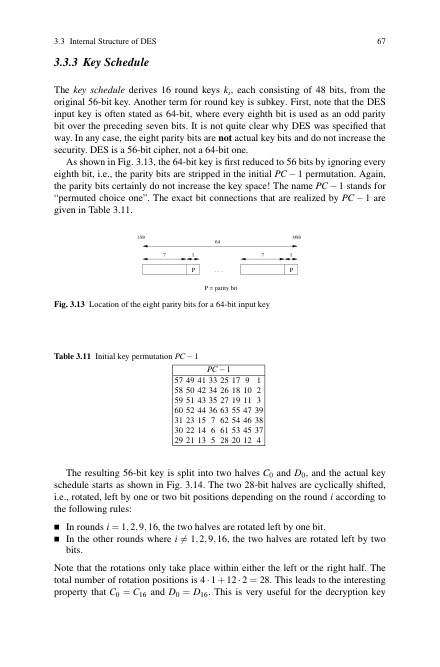 3.3 Internal Structure of DES 67
3.3.3 Key Schedule
The key schedule derives 16 round keys kᵢ, each consisting of 48 bits, from the
original 56-bit key. Another term for round key is subkey. First, note that the DES
input key is often stated as 64-bit, where every eighth bit is used as an odd parity
bit over the preceding seven bits. It is not quite clear why DES was specified that
way. In any case, the eight parity bits are not actual key bits and do not increase the
security. DES is a 56-bit cipher, not a 64-bit one.
As shown in Fig. 3.13, the 64-bit key is first reduced to 56 bits by ignoring every
eighth bit, i.e., the parity bits are stripped in the initial PC − 1 permutation. Again,
the parity bits certainly do not increase the key space! The name PC − 1 stands for
“permuted choice one”. The exact bit connections that are realized by PC − 1 are
given in Table 3.11.
LSB MSB
64
7 1 7 1
P . . . P
P = parity bit
Fig. 3.13 Location of the eight parity bits for a 64-bit input key
Table 3.11 Initial key permutation PC − 1
PC − 1
57 49 41 33 25 17 9 1
58 50 42 34 26 18 10 2
59 51 43 35 27 19 11 3
60 52 44 36 63 55 47 39
31 23 15 7 62 54 46 38
30 22 14 6 61 53 45 37
29 21 13 5 28 20 12 4
The resulting 56-bit key is split into two halves C₀ and D₀, and the actual key
schedule starts as shown in Fig. 3.14. The two 28-bit halves are cyclically shifted,
i.e., rotated, left by one or two bit positions depending on the round i according to
the following rules:
■ In rounds i = 1,2,9,16, the two halves are rotated left by one bit.
■ In the other rounds where i ≠ 1,2,9,16, the two halves are rotated left by two
bits.
Note that the rotations only take place within either the left or the right half. The
total number of rotation positions is 4 · 1 + 12 · 2 = 28. This leads to the interesting
property that C₀ = C₁₆ and D₀ = D₁₆. This is very useful for the decryption key